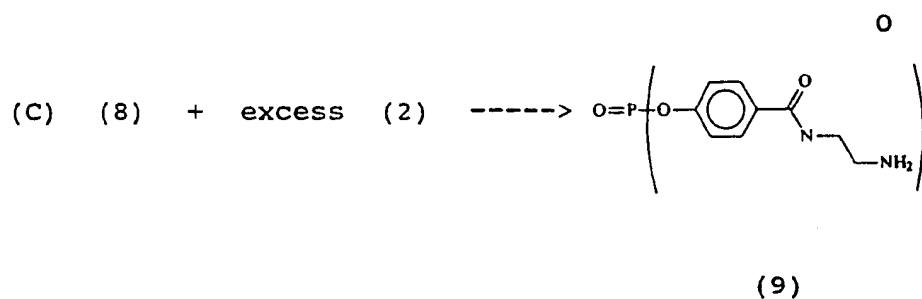 O
(C) (8) + excess (2) -----> O=P O O N NH2
(9)